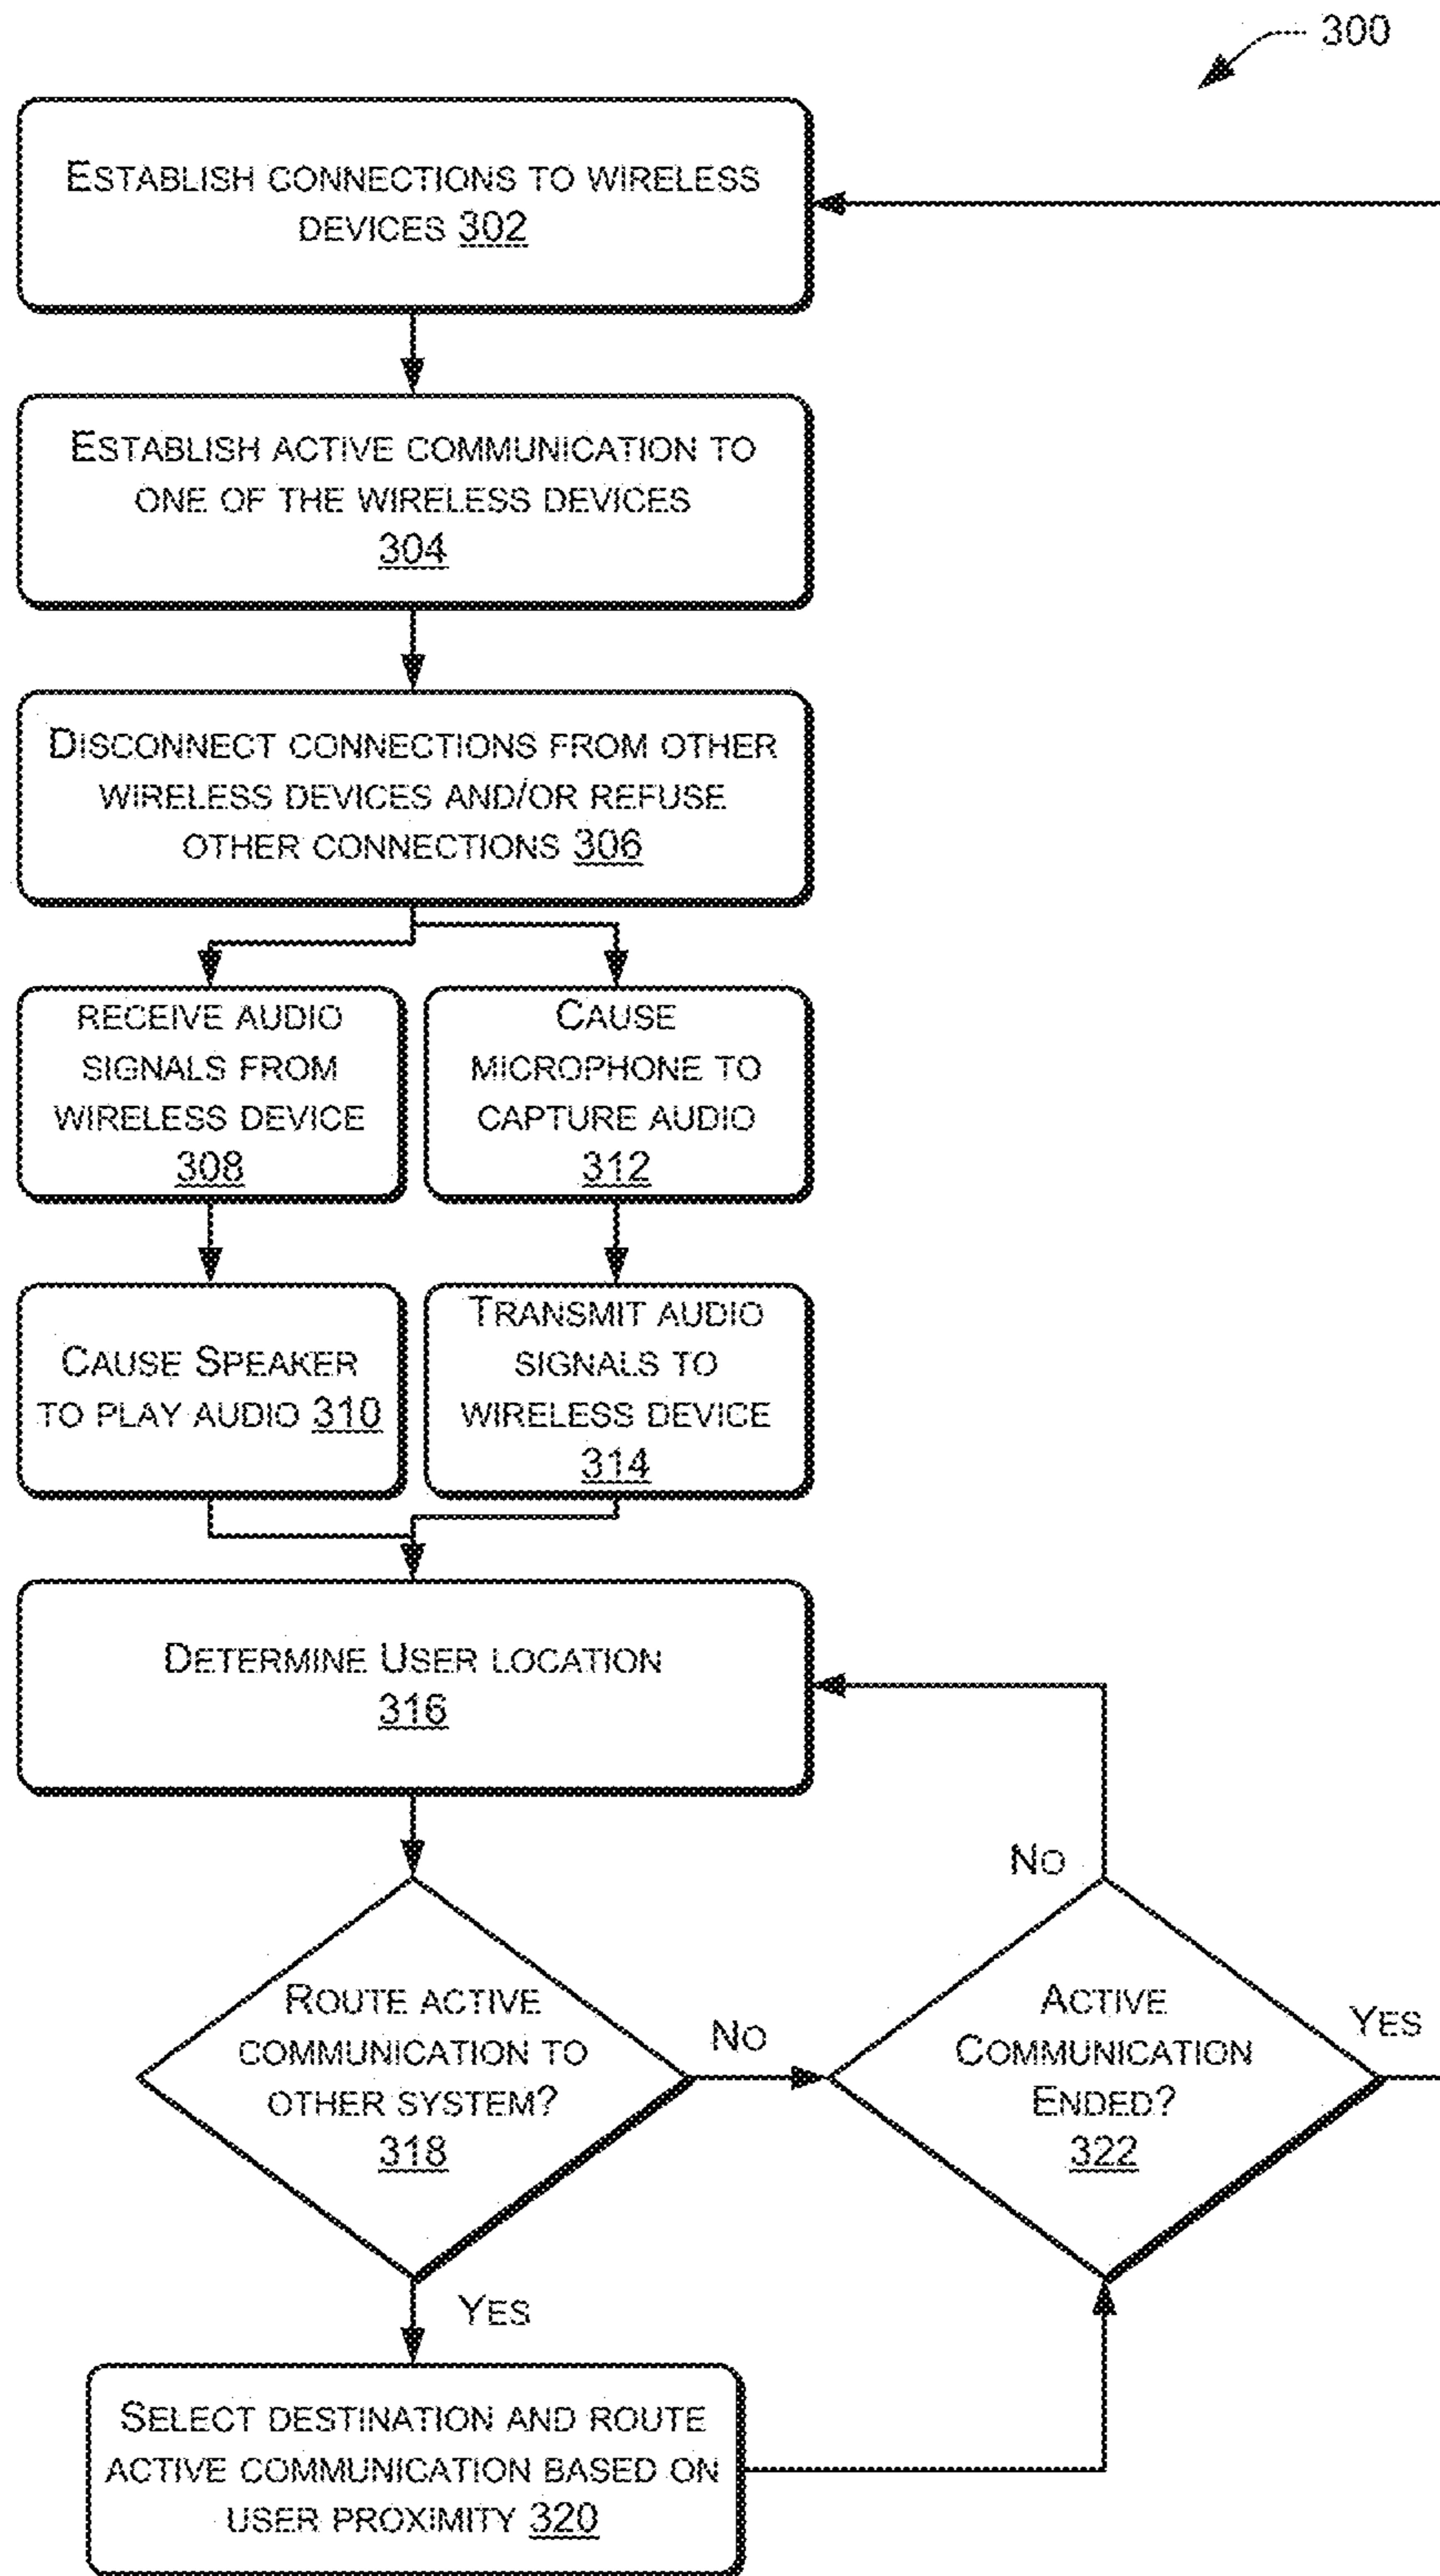 300
ESTABLISH CONNECTIONS TO WIRELESS
DEVICES 302
ESTABLISH ACTIVE COMMUNICATION TO
ONE OF THE WIRELESS DEVICES
304
DISCONNECT CONNECTIONS FROM OTHER
WIRELESS DEVICES AND/OR REFUSE
OTHER CONNECTIONS 306
RECEIVE AUDIO
SIGNALS FROM
WIRELESS DEVICE
308
CAUSE
MICROPHONE TO
CAPTURE AUDIO
312
CAUSE SPEAKER
TO PLAY AUDIO 310
TRANSMIT AUDIO
SIGNALS TO
WIRELESS DEVICE
314
DETERMINE USER LOCATION
316
ROUTE ACTIVE
COMMUNICATION TO
OTHER SYSTEM?
318
NO
YES
ACTIVE
COMMUNICATION
ENDED?
322
NO
YES
SELECT DESTINATION AND ROUTE
ACTIVE COMMUNICATION BASED ON
USER PROXIMITY 320